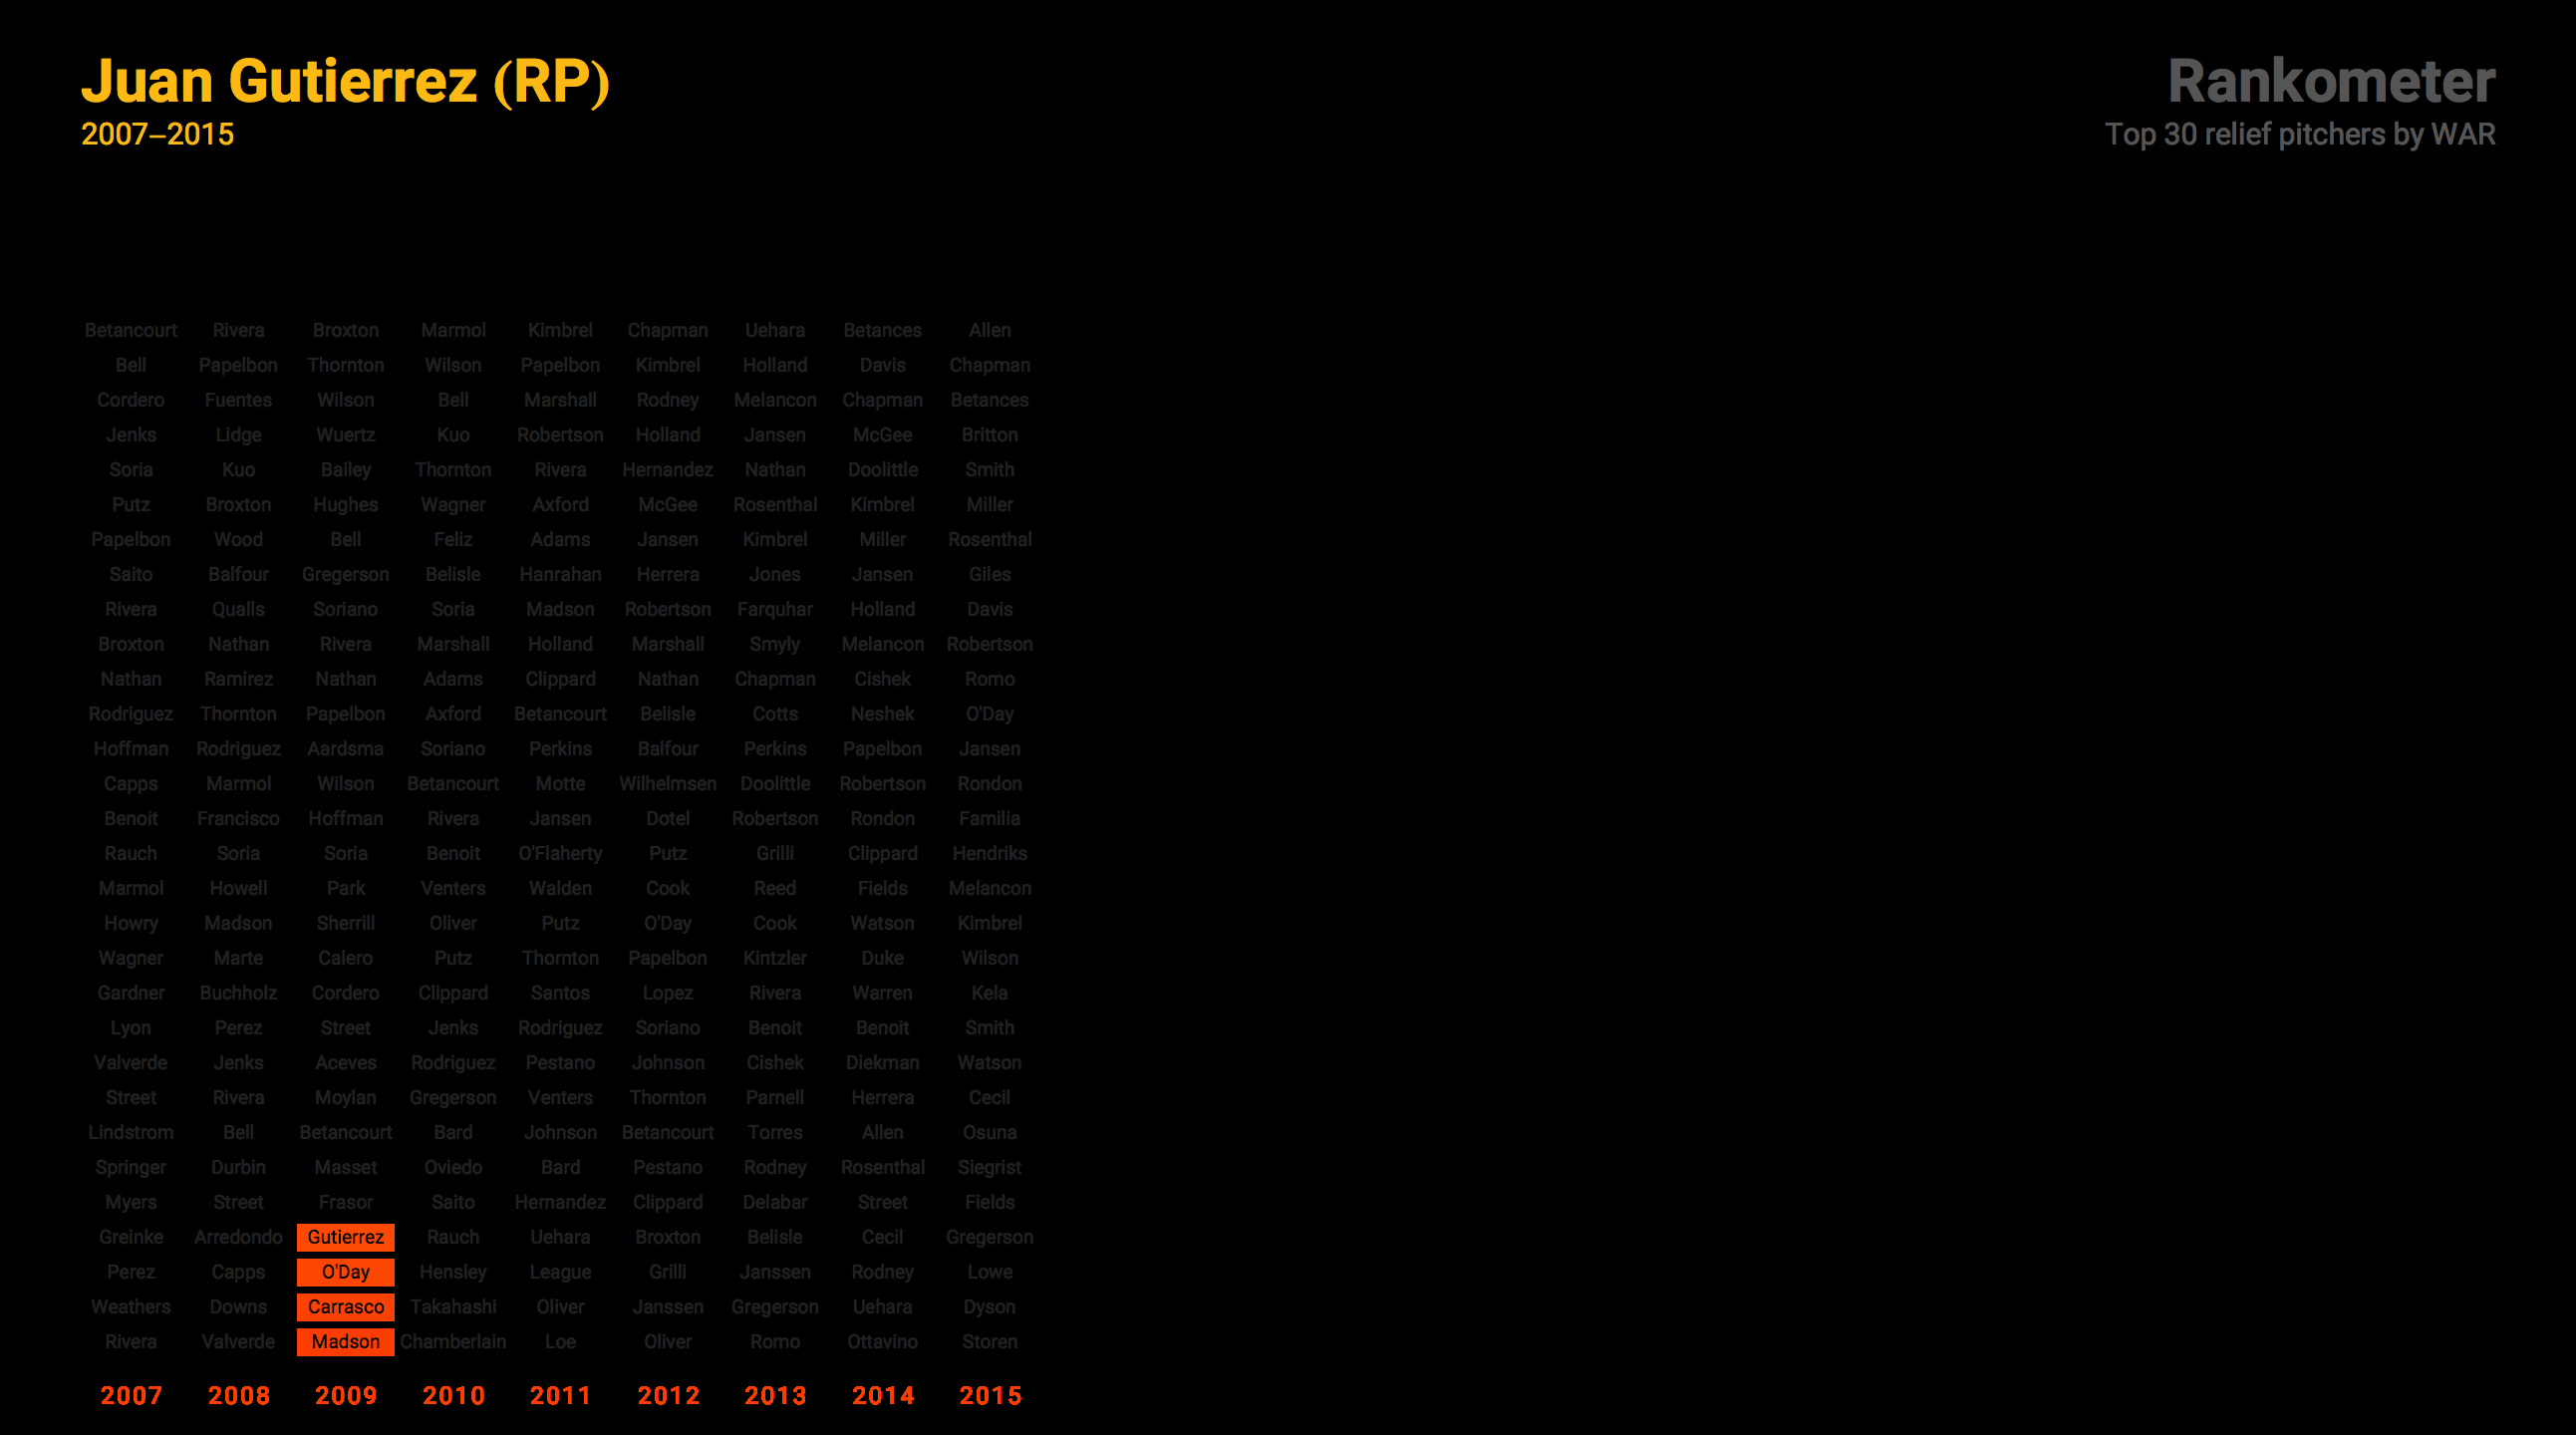 Juan Gutierrez (RP)
2007–2015
Rankometer
Top 30 relief pitchers by WAR
Betancourt Rivera Broxton Marmol Kimbrel Chapman Uehara Betances Allen
Bell Papelbon Thornton Wilson Papelbon Kimbrel Holland Davis Chapman
Cordero Fuentes Wilson Bell Marshall Rodney Melancon Chapman Betances
Jenks Lidge Wuertz Kuo Robertson Holland Jansen McGee Britton
Soria Kuo Bailey Thornton Rivera Hernandez Nathan Doolittle Smith
Putz Broxton Hughes Wagner Axford McGee Rosenthal Kimbrel Miller
Papelbon Wood Bell Feliz Adams Jansen Kimbrel Miller Rosenthal
Saito Balfour Gregerson Belisle Hanrahan Herrera Jones Jansen Giles
Rivera Qualls Soriano Soria Madson Robertson Farquhar Holland Davis
Broxton Nathan Rivera Marshall Holland Marshall Smyly Melancon Robertson
Nathan Ramirez Nathan Adams Clippard Nathan Chapman Cishek Romo
Rodriguez Thornton Papelbon Axford Betancourt Belisle Cotts Neshek O'Day
Hoffman Rodriguez Aardsma Soriano Perkins Balfour Perkins Papelbon Jansen
Capps Marmol Wilson Betancourt Motte Wilhelmsen Doolittle Robertson Rondon
Benoit Francisco Hoffman Rivera Jansen Dotel Robertson Rondon Familia
Rauch Soria Soria Benoit O'Flaherty Putz Grilli Clippard Hendriks
Marmol Howell Park Venters Walden Cook Reed Fields Melancon
Howry Madson Sherrill Oliver Putz O'Day Cook Watson Kimbrel
Wagner Marte Calero Putz Thornton Papelbon Kintzler Duke Wilson
Gardner Buchholz Cordero Clippard Santos Lopez Rivera Warren Kela
Lyon Perez Street Jenks Rodriguez Soriano Benoit Benoit Smith
Valverde Jenks Aceves Rodriguez Pestano Johnson Cishek Diekman Watson
Street Rivera Moylan Gregerson Venters Thornton Parnell Herrera Cecil
Lindstrom Bell Betancourt Bard Johnson Betancourt Torres Allen Osuna
Springer Durbin Masset Oviedo Bard Pestano Rodney Rosenthal Siegrist
Myers Street Frasor Saito Hernandez Clippard Delabar Street Fields
Greinke Arredondo Gutierrez Rauch Uehara Broxton Belisle Cecil Gregerson
Perez Capps O'Day Hensley League Grilli Janssen Rodney Lowe
Weathers Downs Carrasco Takahashi Oliver Janssen Gregerson Uehara Dyson
Rivera Valverde Madson Chamberlain Loe Oliver Romo Ottavino Storen
2007 2008 2009 2010 2011 2012 2013 2014 2015